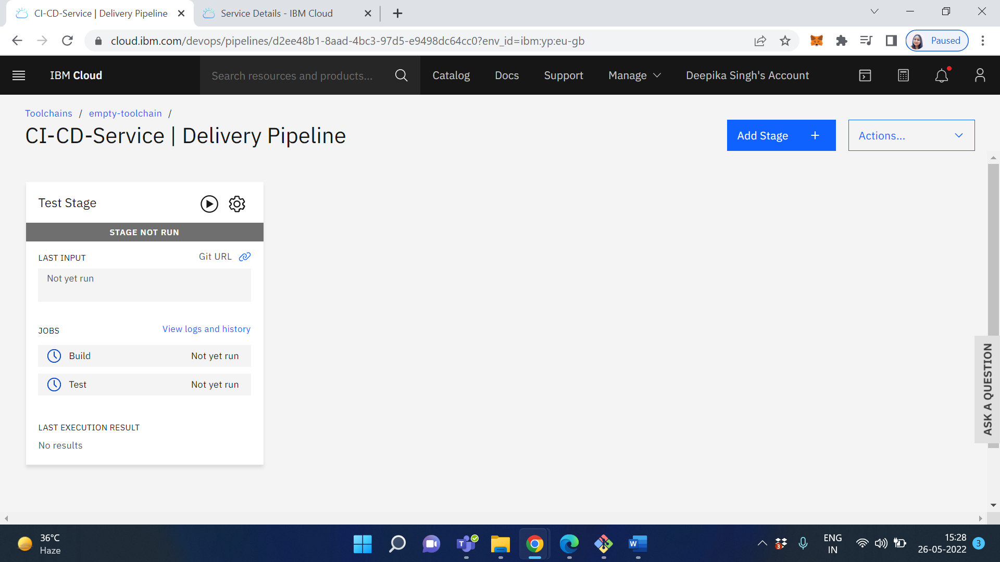 CI-CD-Service | Delivery Pipeline
Service Details - IBM Cloud
cloud.ibm.com/devops/pipelines/d2ee48b1-8aad-4bc3-97d5-e9498dc64cc0?env_id=ibm:yp:eu-gb
Paused
IBM Cloud
Search resources and products...
Catalog
Docs
Support
Manage
Deepika Singh's Account
Toolchains / empty-toolchain /
CI-CD-Service | Delivery Pipeline
Add Stage +
Actions...
Test Stage
STAGE NOT RUN
LAST INPUT
Git URL
Not yet run
JOBS
View logs and history
Build
Not yet run
Test
Not yet run
LAST EXECUTION RESULT
No results
ASK A QUESTION
36°C
Haze
T
W
3
ENG
IN
15:28
26-05-2022
3